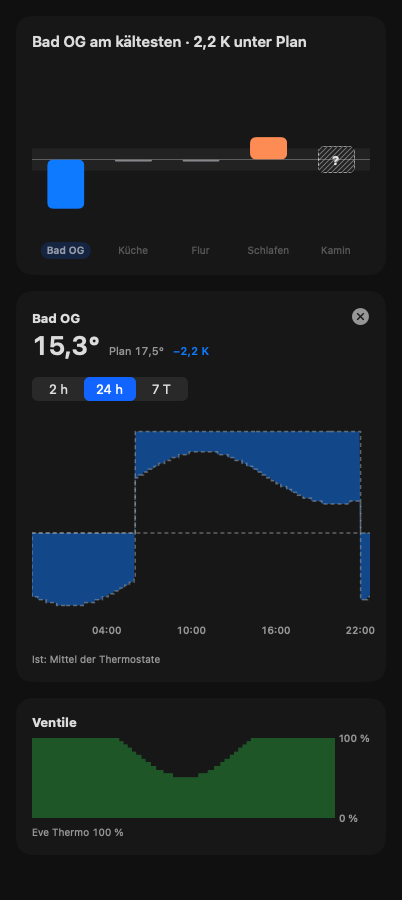 Bad OG am kältesten · 2,2 K unter Plan
?
Bad OG Küche Flur Schlafen Kamin
Bad OG
15,3° Plan 17,5° −2,2 K
2 h 24 h 7 T
04:00 10:00 16:00 22:00
Ist: Mittel der Thermostate
Ventile
100 %
0 %
Eve Thermo 100 %